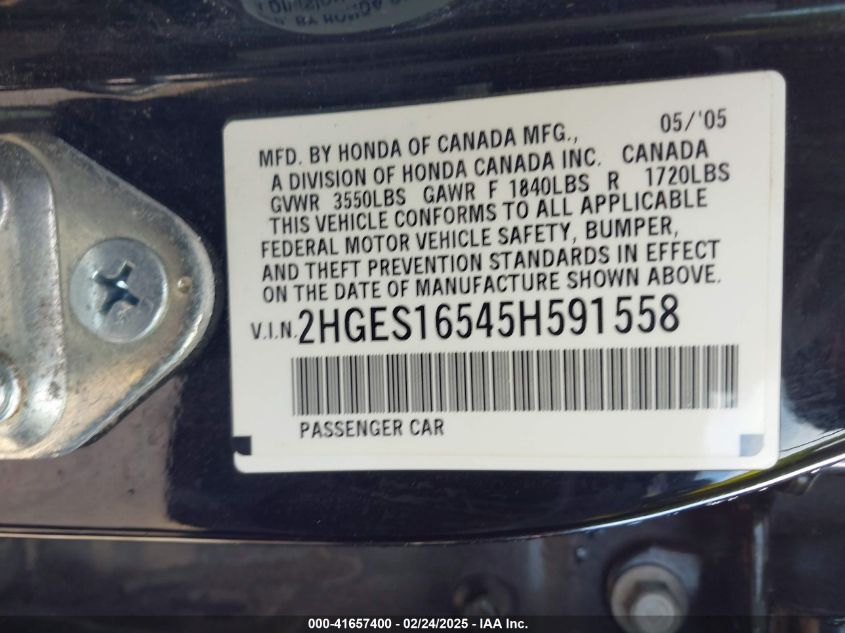 BY HONDA
05/'05
MFD. BY HONDA OF CANADA MFG.,
A DIVISION OF HONDA CANADA INC. CANADA
GVWR 3550LBS GAWR F 1840LBS R 1720LBS
THIS VEHICLE CONFORMS TO ALL APPLICABLE
FEDERAL MOTOR VEHICLE SAFETY, BUMPER,
AND THEFT PREVENTION STANDARDS IN EFFECT
ON THE DATE OF MANUFACTURE SHOWN ABOVE.
V.I.N. 2HGES16545H591558
PASSENGER CAR
000-41657400 - 02/24/2025 - IAA Inc.